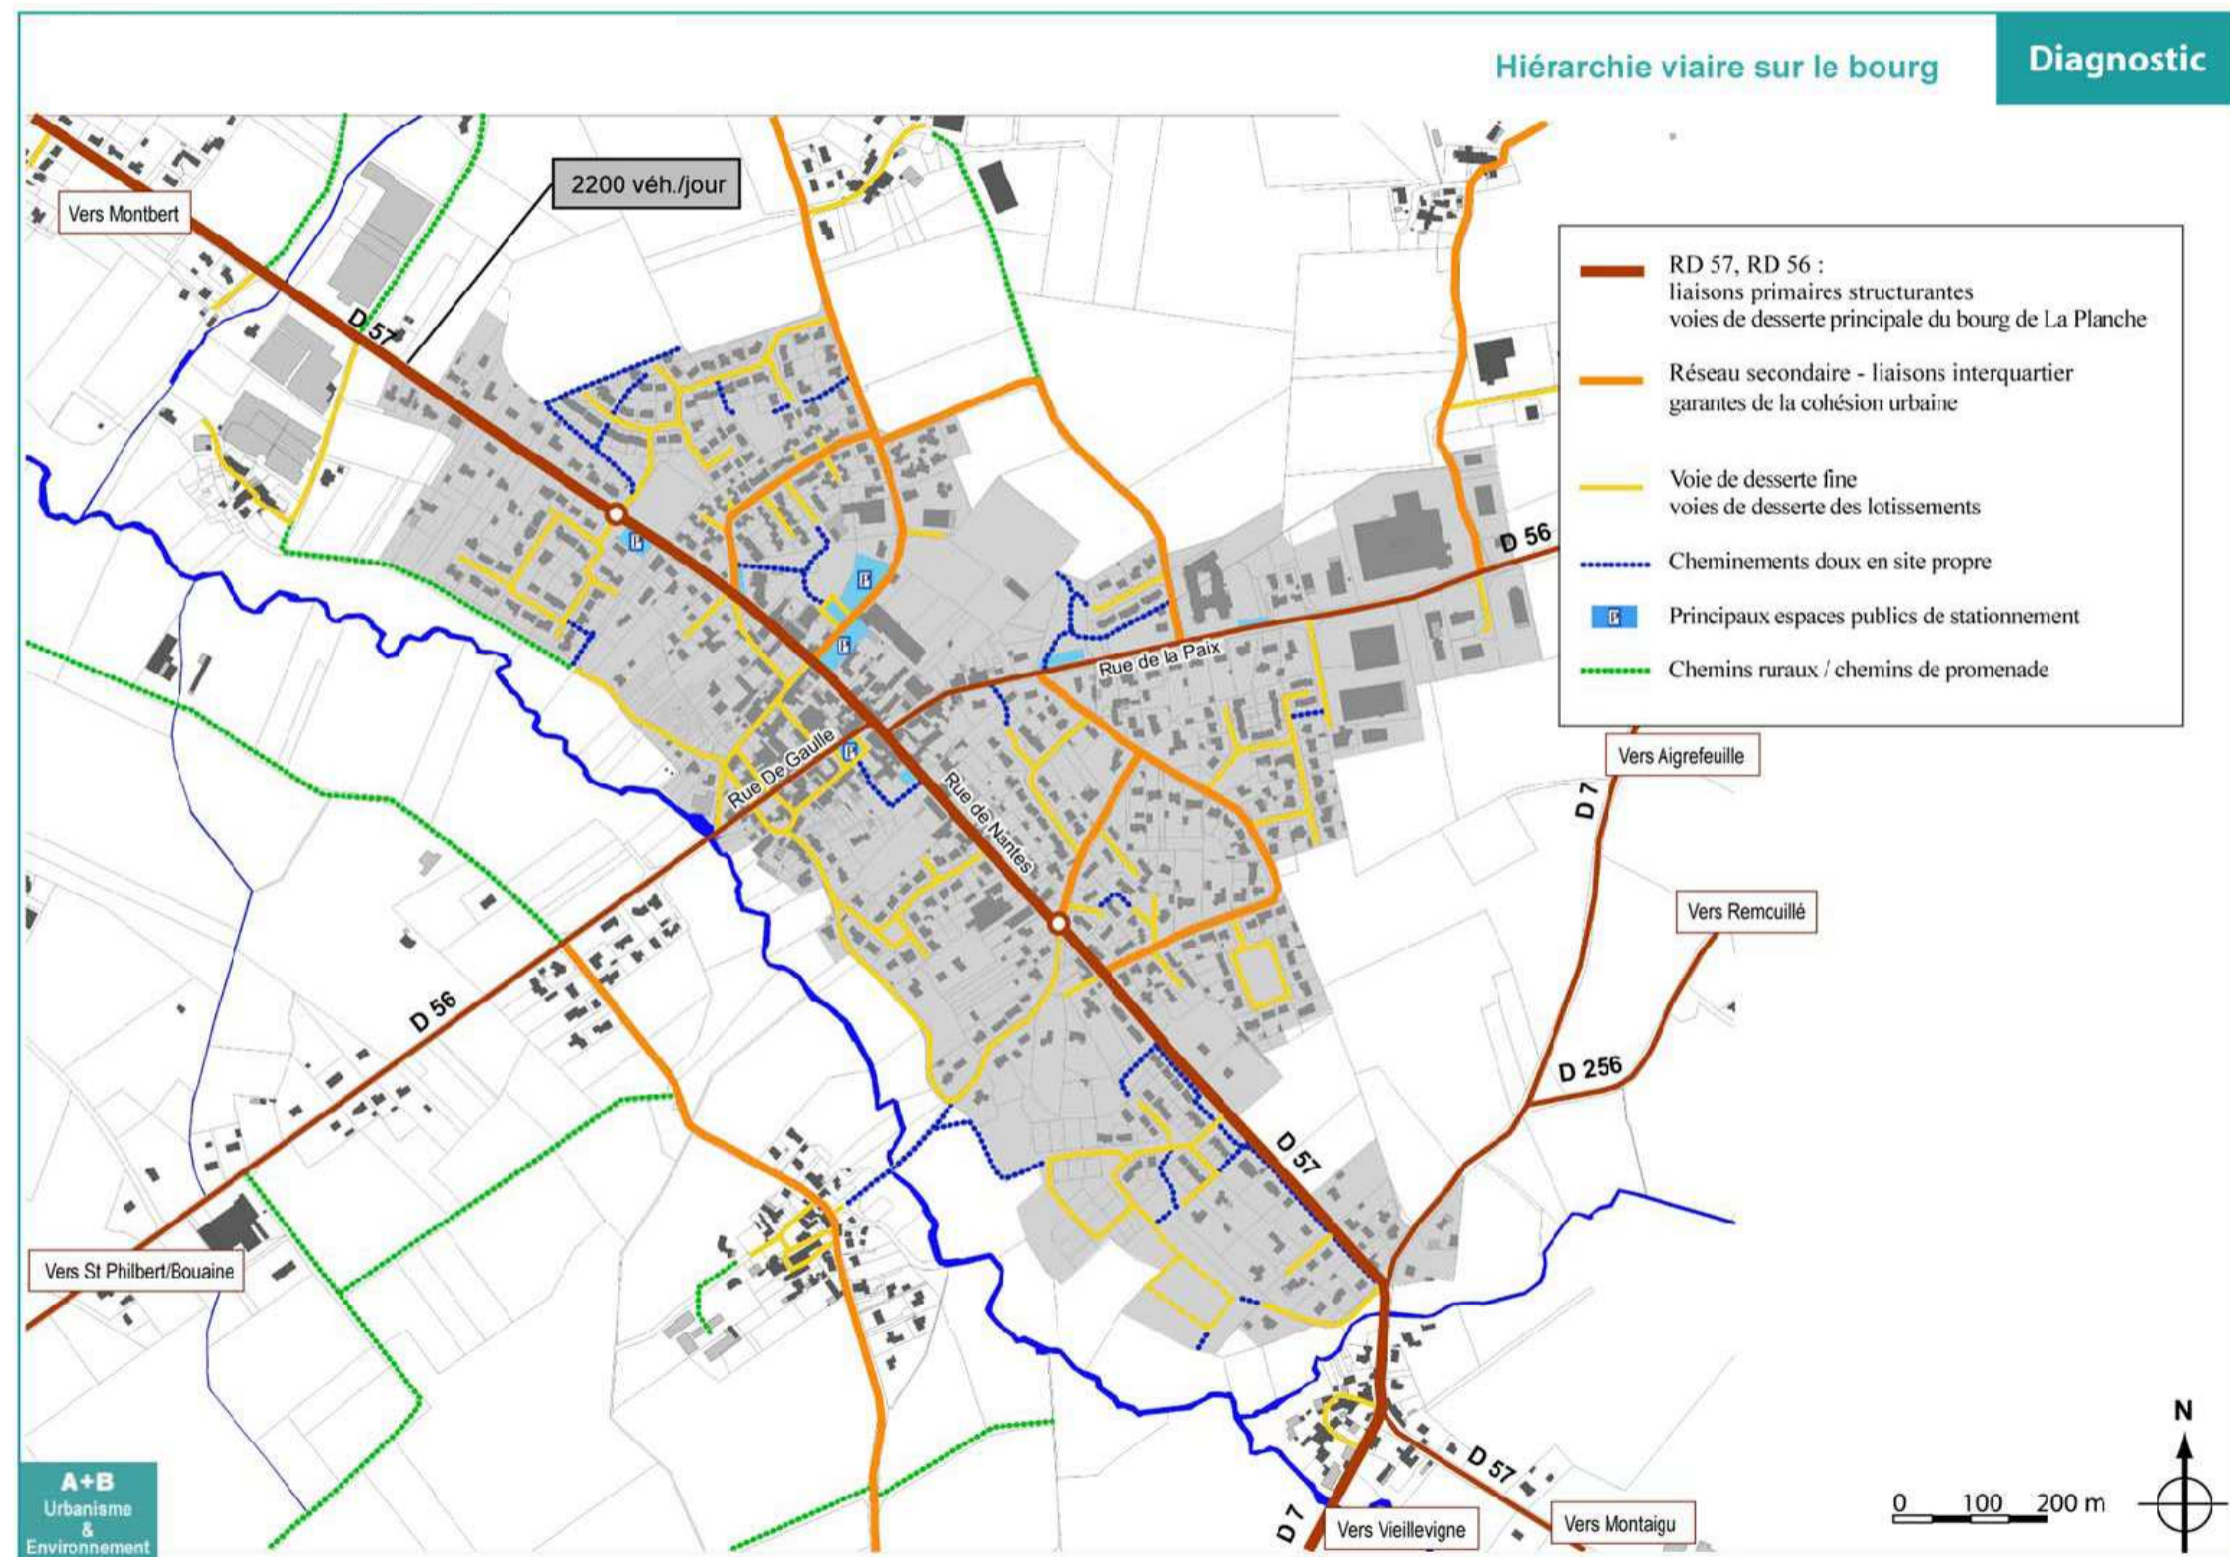 Hiérarchie viaire sur le bourg
Diagnostic
2200 véh./jour
Vers Montbert
D 57
RD 57, RD 56 :
liaisons primaires structurantes
voies de desserte principale du bourg de La Planche
Réseau secondaire - liaisons interquartier
garantes de la cohésion urbaine
Voie de desserte fine
voies de desserte des lotissements
Cheminements doux en site propre
P
Principaux espaces publics de stationnement
Chemins ruraux / chemins de promenade
D 56
P
P
P
Rue de la Paix
Rue De Gaulle
P
Rue de Nantes
Vers Aigrefeuille
D 7
Vers Remcuillé
D 56
D 256
D 57
Vers St Philbert/Bouaine
D 57
D 7
Vers Vieillevigne
Vers Montaigu
A+B
Urbanisme
&
Environnement
N
0 100 200 m